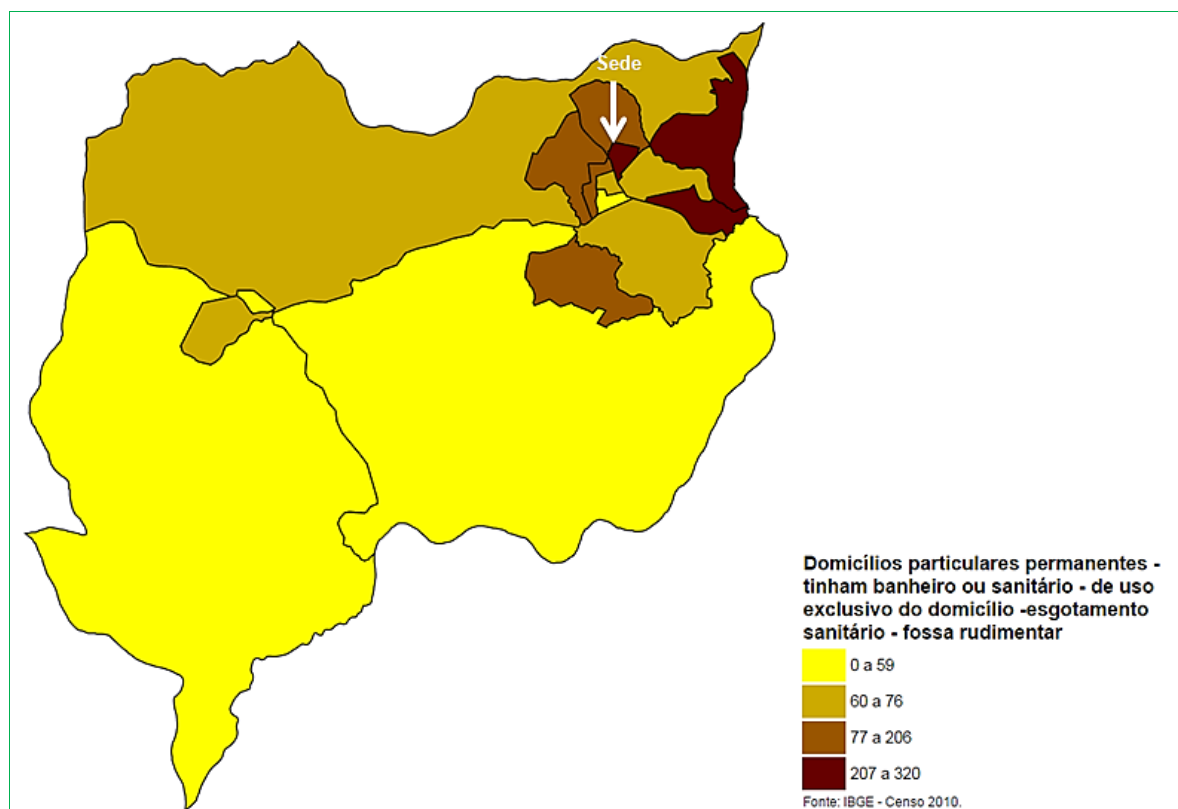 Sede
Domicílios particulares permanentes -
tinham banheiro ou sanitário - de uso
exclusivo do domicílio -esgotamento
sanitário - fossa rudimentar
0 a 59
60 a 76
77 a 206
207 a 320
Fonte: IBGE - Censo 2010.